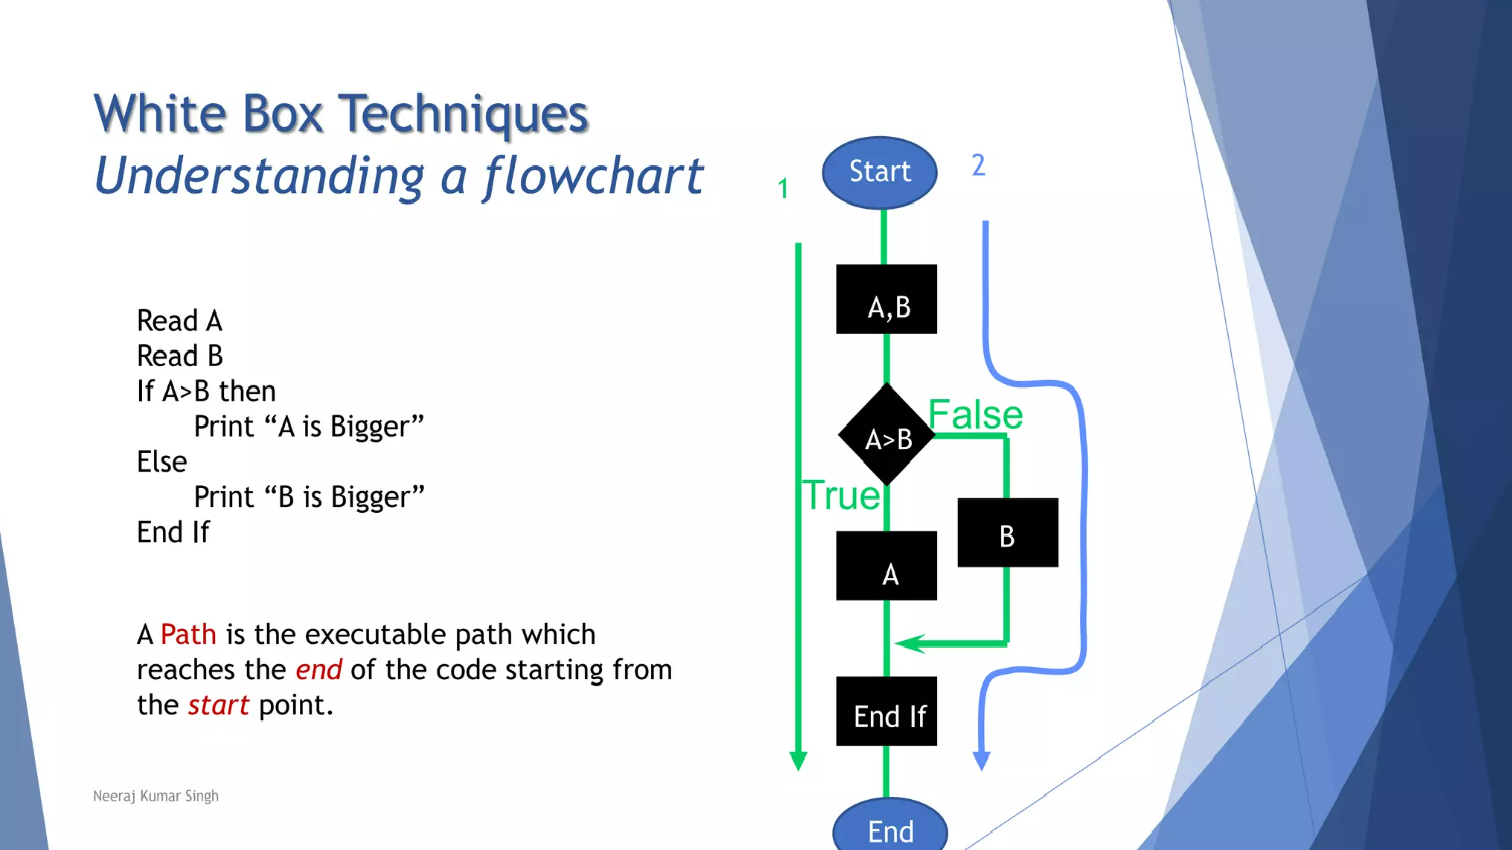 White Box Techniques
Understanding a flowchart
Read A
Read B
If A>B then
Print “A is Bigger”
Else
Print “B is Bigger”
End If
A Path is the executable path which
reaches the end of the code starting from
the start point.
Neeraj Kumar Singh
1
Start
2
A,B
False
A>B
True
B
A
End If
End